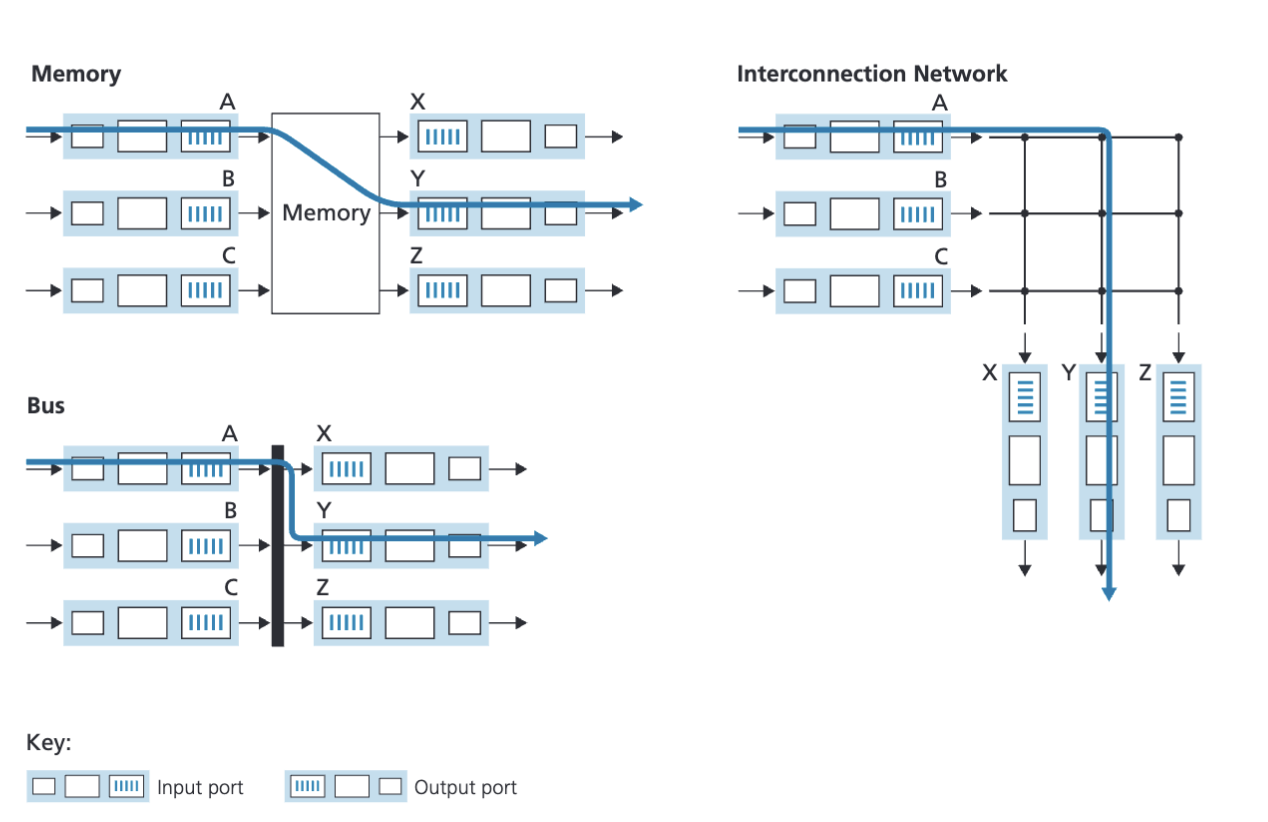 Memory
A
X
B
Y
Memory
C
Z
Interconnection Network
A
B
C
X
Y
Z
Bus
A
X
B
Y
C
Z
Key:
Input port
Output port